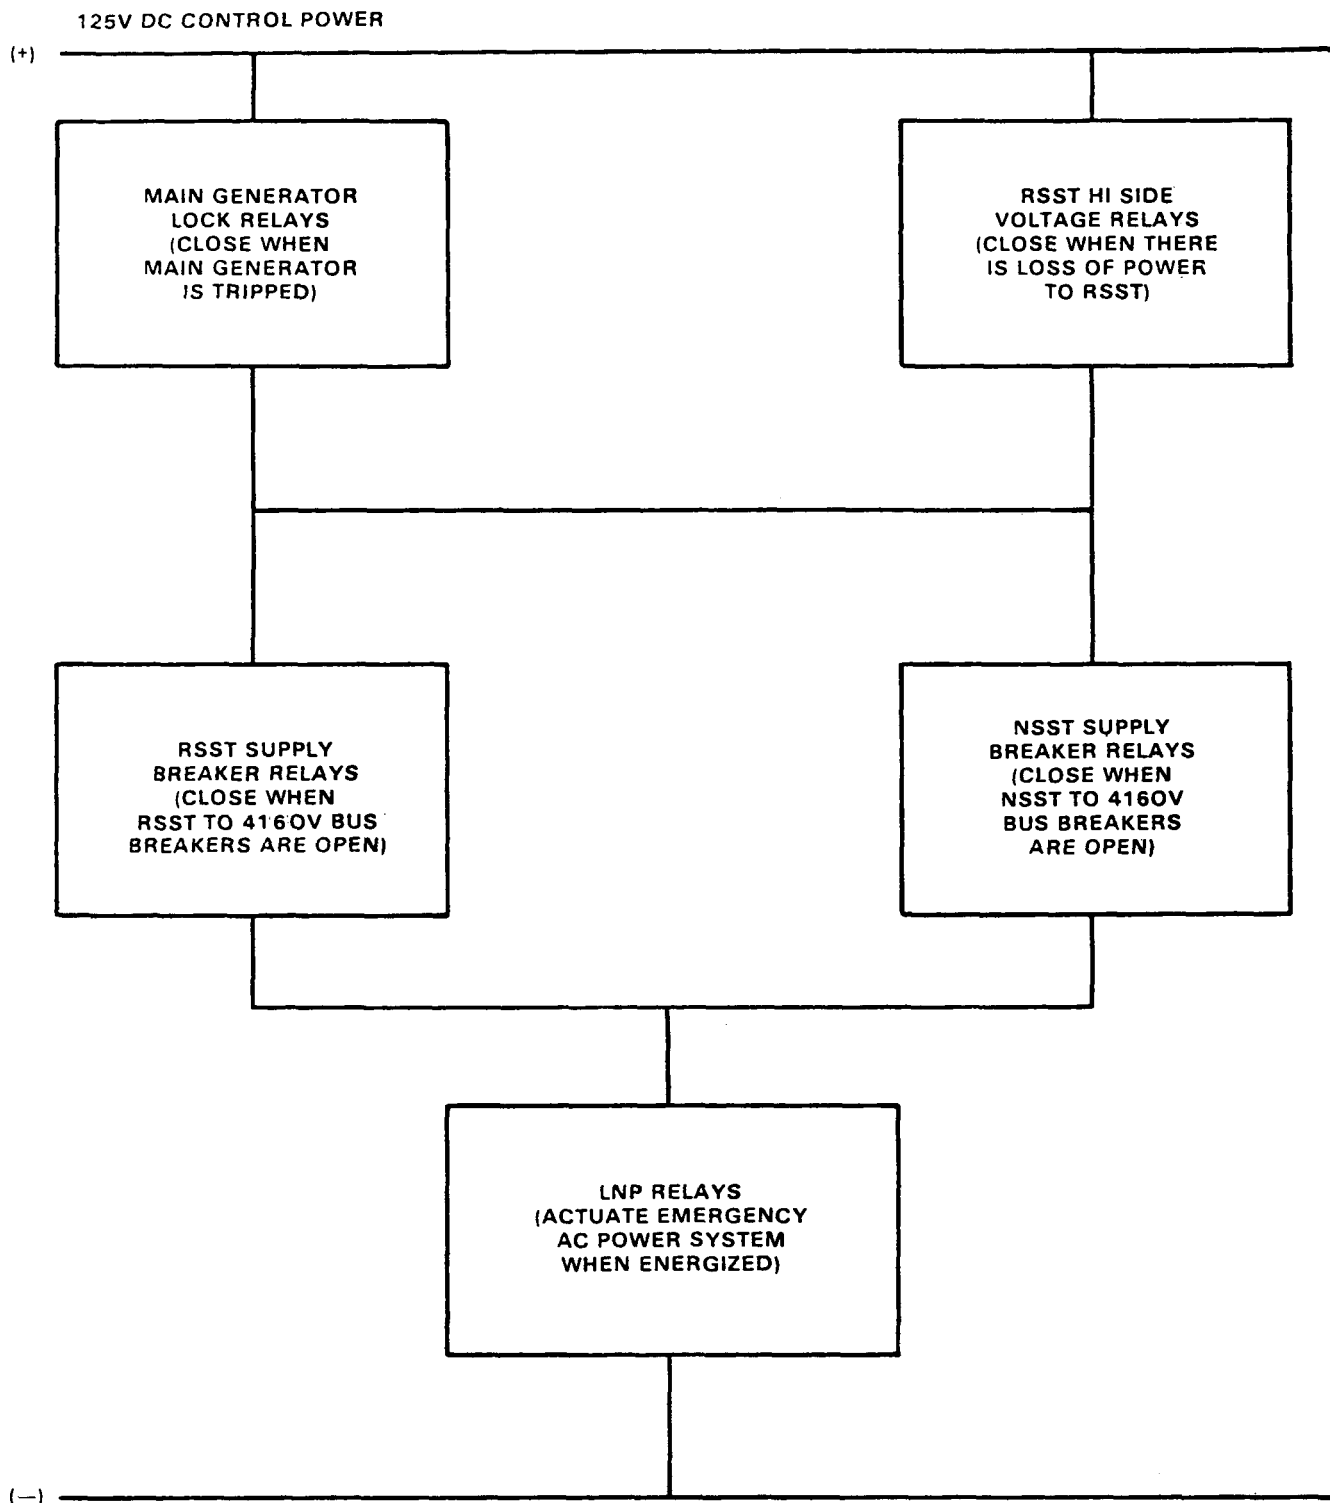 125V DC CONTROL POWER
(+)
MAIN GENERATOR
LOCK RELAYS
(CLOSE WHEN
MAIN GENERATOR
IS TRIPPED)
RSST HI SIDE
VOLTAGE RELAYS
(CLOSE WHEN THERE
IS LOSS OF POWER
TO RSST)
RSST SUPPLY
BREAKER RELAYS
(CLOSE WHEN
RSST TO 4160V BUS
BREAKERS ARE OPEN)
NSST SUPPLY
BREAKER RELAYS
(CLOSE WHEN
NSST TO 4160V
BUS BREAKERS
ARE OPEN)
LNP RELAYS
(ACTUATE EMERGENCY
AC POWER SYSTEM
WHEN ENERGIZED)
(—)